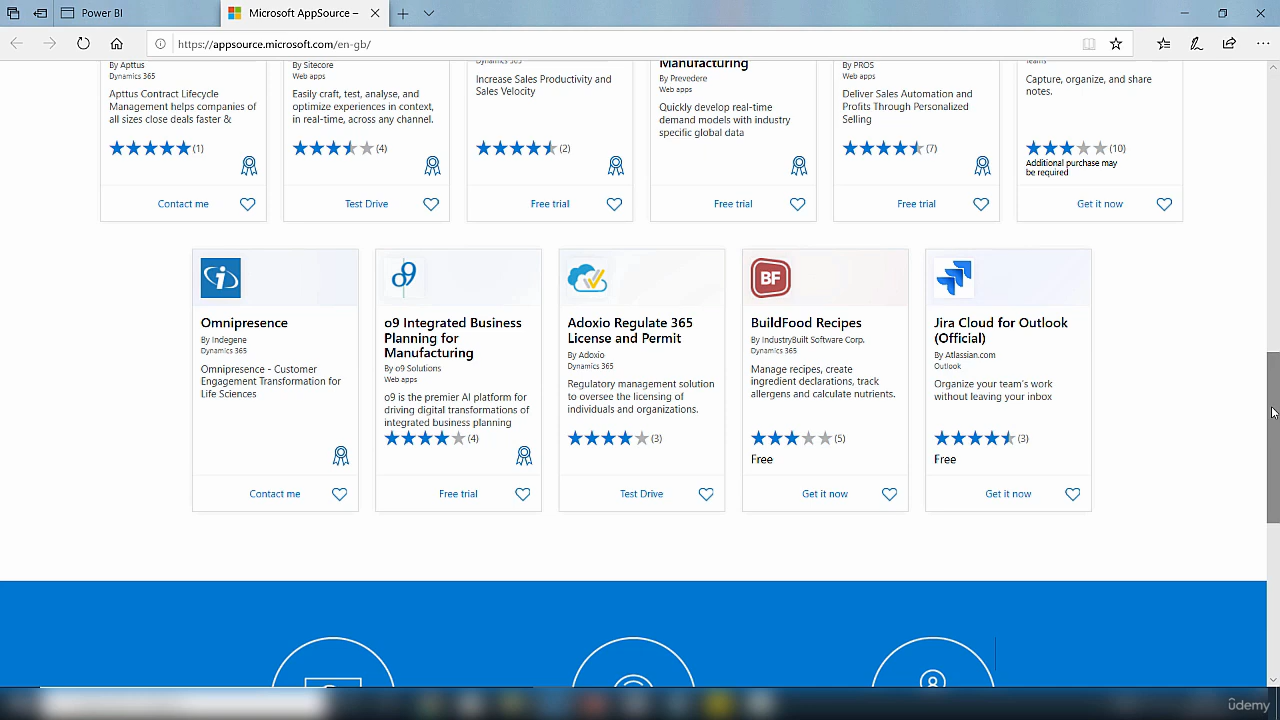 Power BI
Microsoft AppSource –
https://appsource.microsoft.com/en-gb/
By Apttus
Dynamics 365
Apttus Contract Lifecycle
Management helps companies of
all sizes close deals faster &
(1)
Contact me
By Sitecore
Web apps
Easily craft, test, analyse, and
optimize experiences in context,
in real-time, across any channel.
(4)
Test Drive
Dynamics 365
Increase Sales Productivity and
Sales Velocity
(2)
Free trial
Manufacturing
By Prevedere
Web apps
Quickly develop real-time
demand models with industry
specific global data
Free trial
By PROS
Web apps
Deliver Sales Automation and
Profits Through Personalized
Selling
(7)
Free trial
Teams
Capture, organize, and share
notes.
(10)
Additional purchase may
be required
Get it now
Omnipresence
By Indegene
Dynamics 365
Omnipresence - Customer
Engagement Transformation for
Life Sciences
Contact me
o9
o9 Integrated Business
Planning for
Manufacturing
By o9 Solutions
Web apps
o9 is the premier AI platform for
driving digital transformations of
integrated business planning
(4)
Free trial
Adoxio Regulate 365
License and Permit
By Adoxio
Dynamics 365
Regulatory management solution
to oversee the licensing of
individuals and organizations.
(3)
Test Drive
BF
BuildFood Recipes
By IndustryBuilt Software Corp.
Dynamics 365
Manage recipes, create
ingredient declarations, track
allergens and calculate nutrients.
(5)
Free
Get it now
Jira Cloud for Outlook
(Official)
By Atlassian.com
Outlook
Organize your team's work
without leaving your inbox
(3)
Free
Get it now
ûdemy